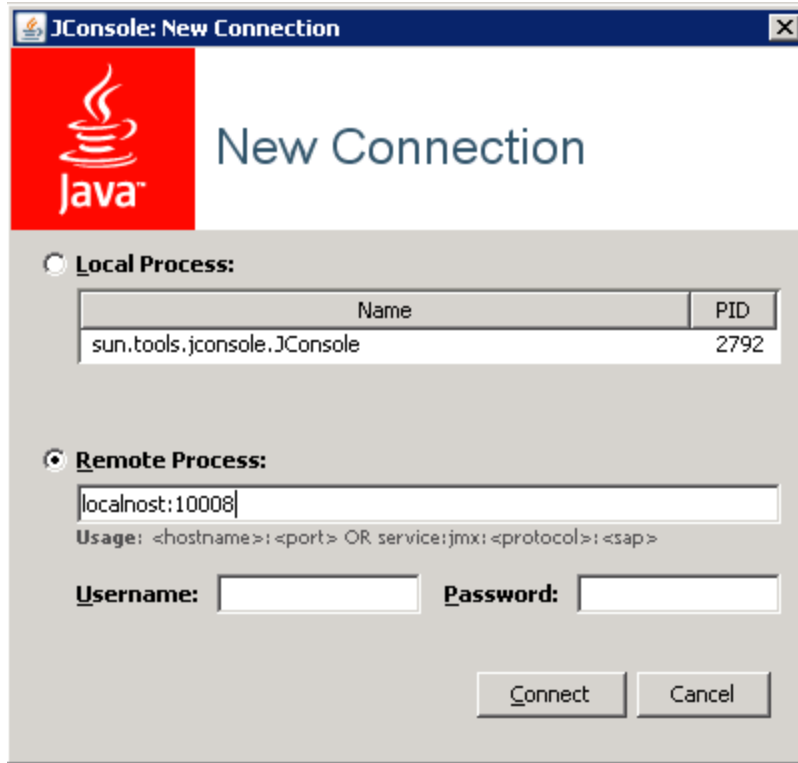 JConsole: New Connection
Java™
New Connection
Local Process:
Name PID
sun.tools.jconsole.JConsole 2792
Remote Process:
localnost:10008
Usage: <hostname>:<port> OR service:jmx:<protocol>:<sap>
Username: Password:
Connect Cancel